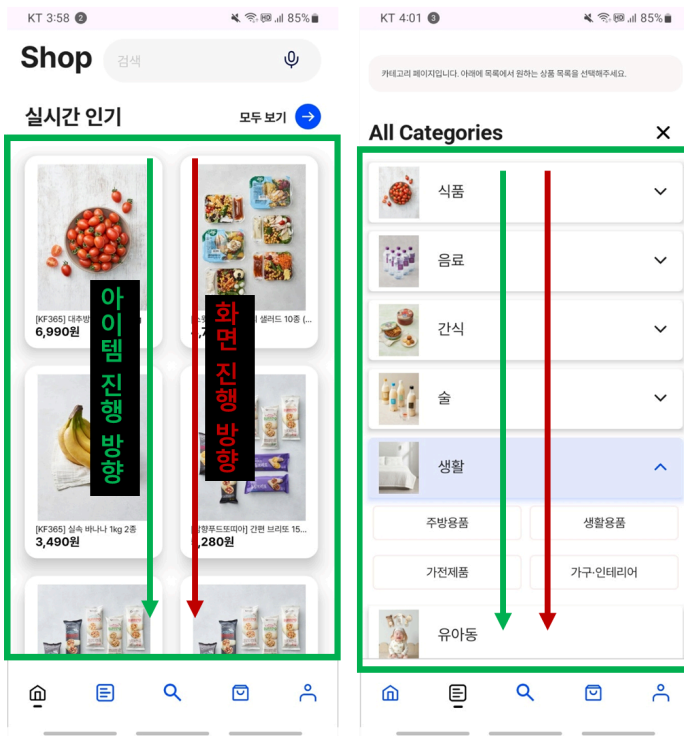 KT 3:58 2
85%
Shop
검색
실시간 인기
모두 보기
아이템 진행 방향
화면 진행 방향
[KF365] 대추방
6,990원
샐러드 10종 (...
[KF365] 실속 바나나 1kg 2종
3,490원
간편 브리또 15...
,280원
KT 4:01 3
85%
카테고리 페이지입니다. 아래에 목록에서 원하는 상품 목록을 선택해주세요.
All Categories
식품
음료
간식
술
생활
주방용품
생활용품
가전제품
가구·인테리어
유아동